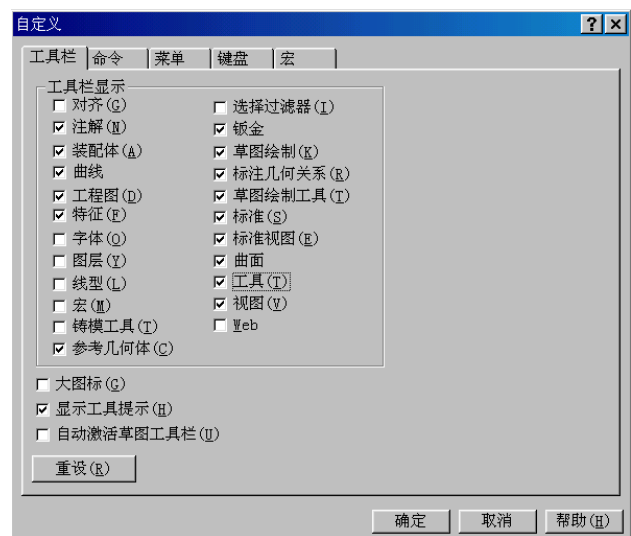 自定义
工具栏 命令 菜单 键盘 宏
工具栏显示
对齐(G)
注解(N)
装配体(A)
曲线
工程图(D)
特征(F)
字体(O)
图层(Y)
线型(L)
宏(M)
铸模工具(T)
参考几何体(C)
选择过滤器(I)
钣金
草图绘制(K)
标注几何关系(R)
草图绘制工具(T)
标准(S)
标准视图(E)
曲面
工具(T)
视图(V)
Web
大图标(G)
显示工具提示(H)
自动激活草图工具栏(U)
重设(R)
确定 取消 帮助(H)